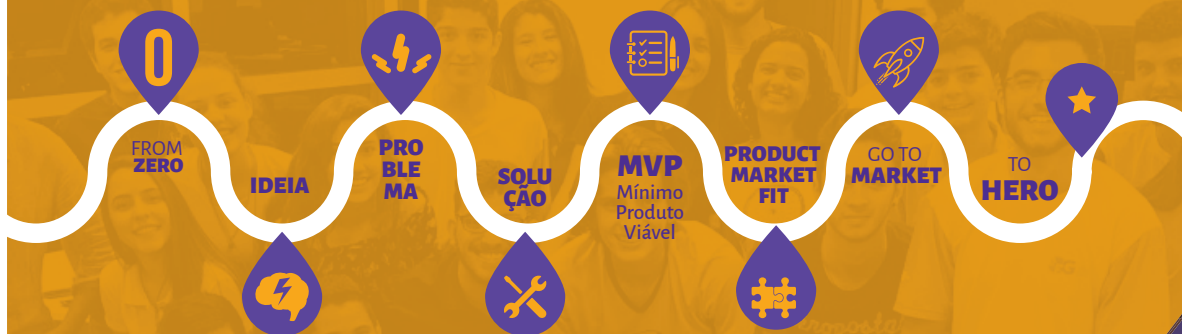 0
FROM
ZERO
IDEIA
PRO
BLE
MA
SOLU
ÇÃO
MVP
Mínimo
Produto
Viável
PRODUCT
MARKET
FIT
GO TO
MARKET
TO
HERO